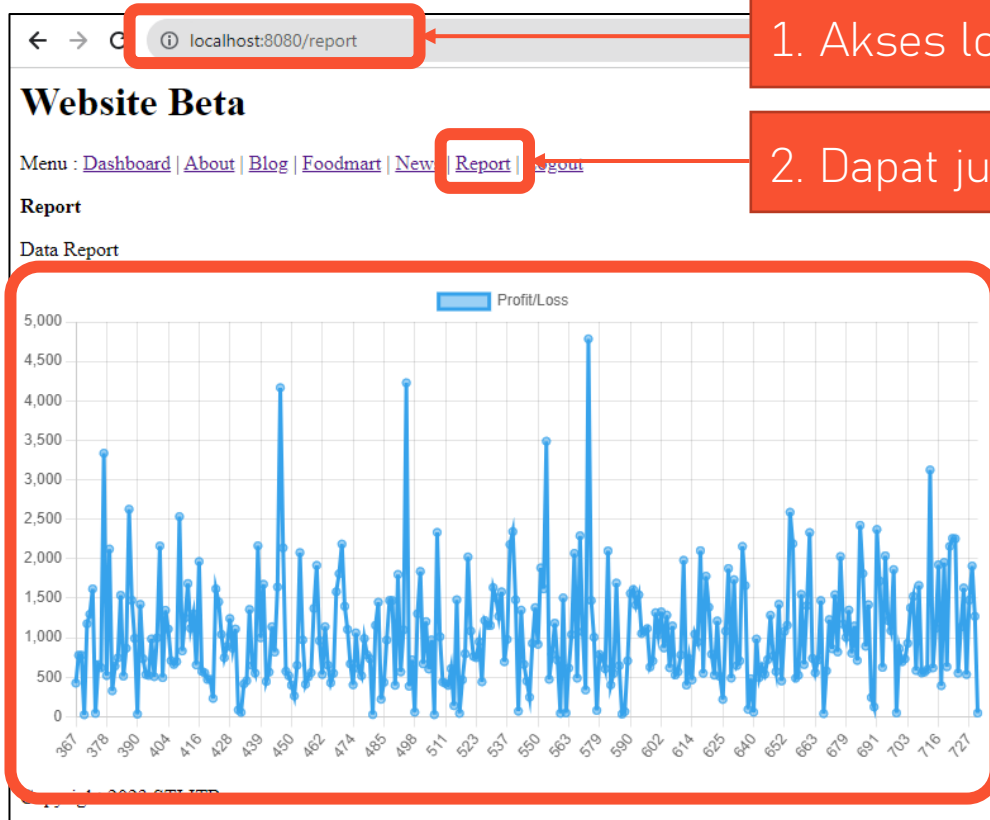 localhost:8080/report
1. Akses
Website Beta
2. Dapat
Menu : Dashboard | About | Blog | Foodmart | News | Report |
Report
Data Report
Profit/Loss
5,000
4,500
4,000
3,500
3,000
2,500
2,000
1,500
1,000
500
0
367 378 390 404 416 428 439 450 462 474 485 498 511 523 537 550 563 579 590 602 614 625 640 652 663 679 691 703 716 727